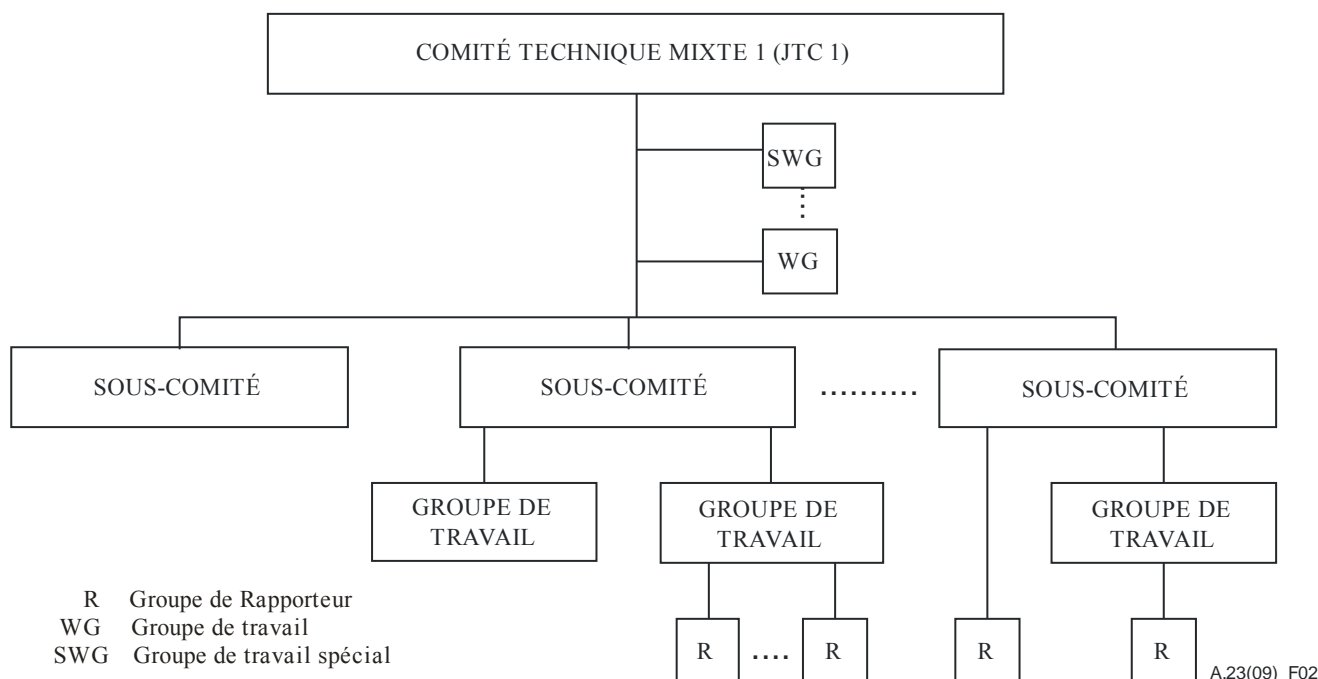 COMITÉ TECHNIQUE MIXTE 1 (JTC 1)
SWG
WG
SOUS-COMITÉ
SOUS-COMITÉ
..........
SOUS-COMITÉ
GROUPE DE
TRAVAIL
GROUPE DE
TRAVAIL
GROUPE DE
TRAVAIL
R Groupe de Rapporteur
WG Groupe de travail
SWG Groupe de travail spécial
R
....
R
R
R
A.23(09)_F02